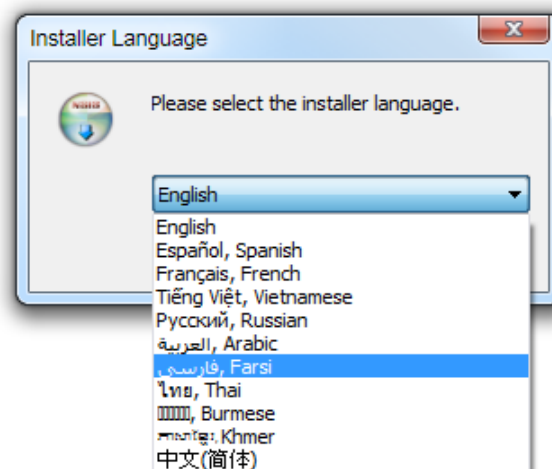 Installer Language
Please select the installer language.
English
English
Español, Spanish
Français, French
Tiếng Việt, Vietnamese
Русский, Russian
العربية, Arabic
فارسی, Farsi
ไทย, Thai
Burmese
Khmer
中文(简体)